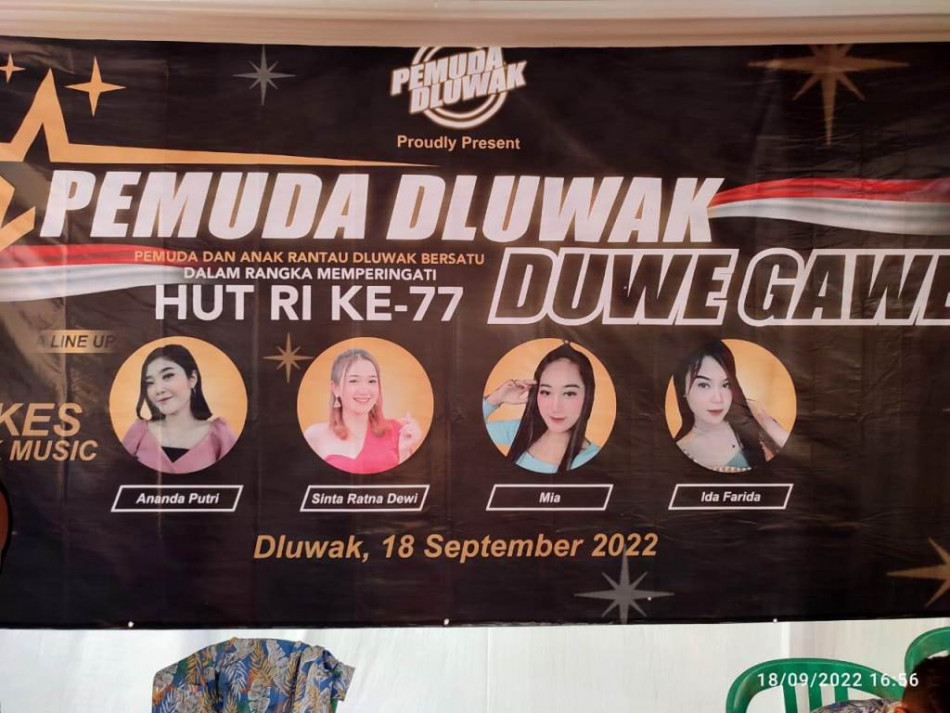 PEMUDA
DLUWAK
Proudly Present
PEMUDA DLUWAK
PEMUDA DAN ANAK RANTAU DLUWAK BERSATU
DALAM RANGKA MEMPERINGATI
HUT RI KE-77
DUWE GAWE
A LINE UP
KES
MUSIC
Ananda Putri
Sinta Ratna Dewi
Mia
Ida Farida
Dluwak, 18 September 2022
18/09/2022 16:56